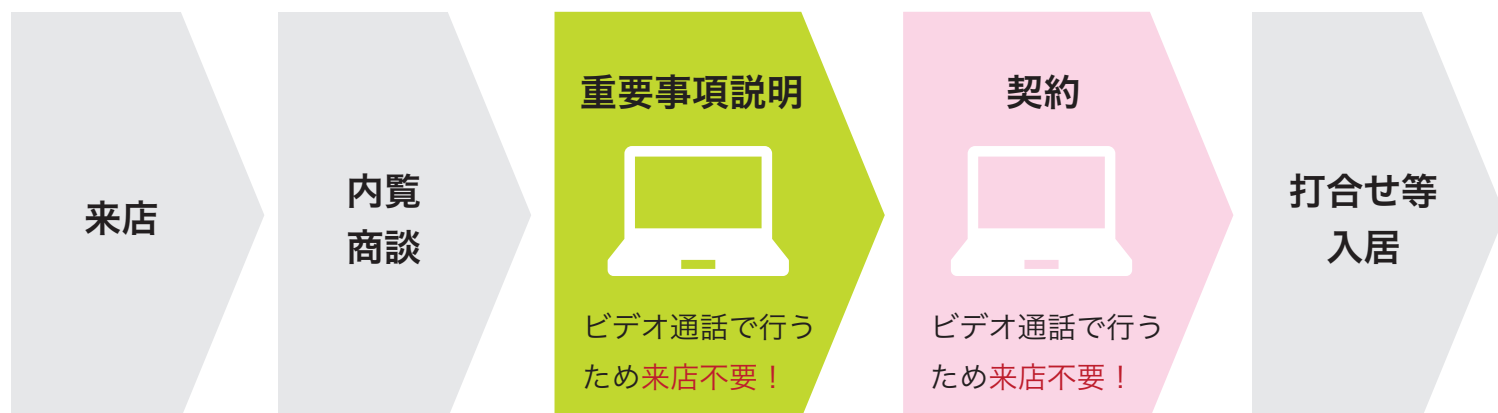 来店
内覧
商談
重要事項説明
ビデオ通話で行う
ため来店不要！
契約
ビデオ通話で行う
ため来店不要！
打合せ等
入居